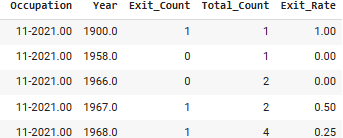 Occupation Year Exit_Count Total_Count Exit_Rate
11-2021.00 1900.0 1 1 1.00
11-2021.00 1958.0 0 1 0.00
11-2021.00 1966.0 0 2 0.00
11-2021.00 1967.0 1 2 0.50
11-2021.00 1968.0 1 4 0.25